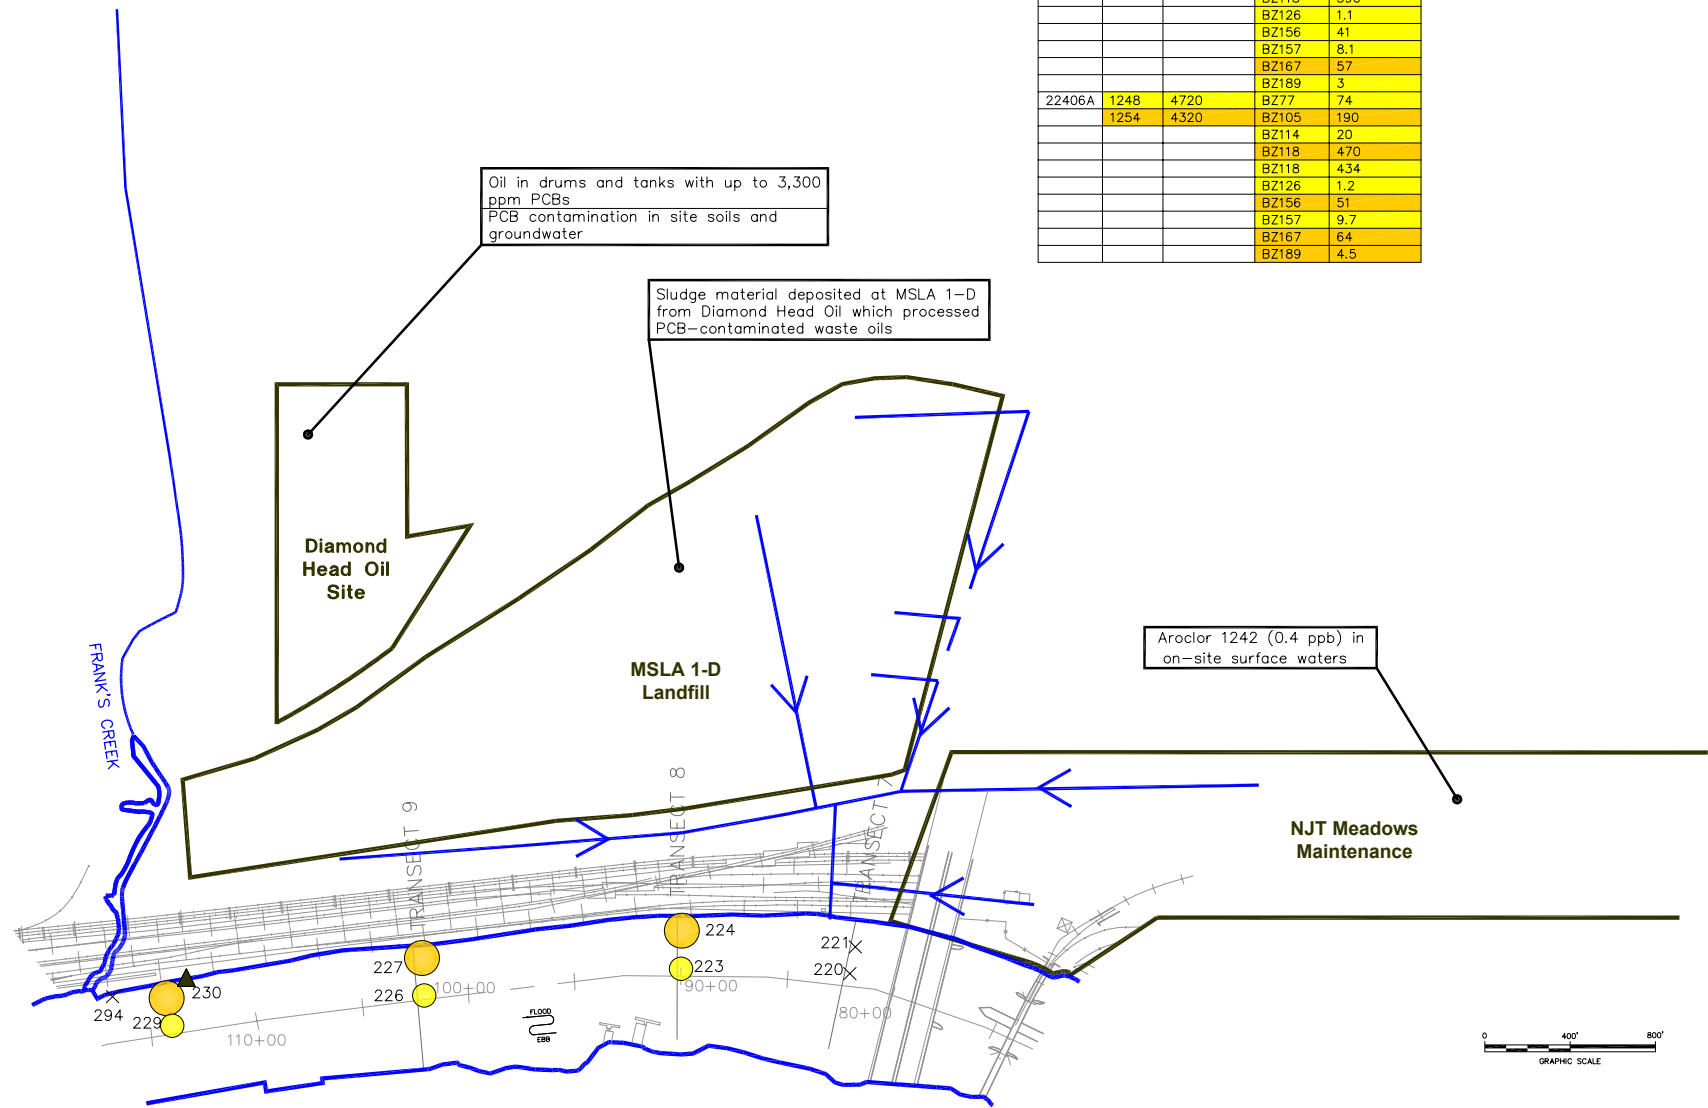 BZ126 1.1
BZ156 41
BZ157 8.1
BZ167 57
BZ189 3
22406A 1248 4720 BZ77 74
1254 4320 BZ105 190
BZ114 20
BZ118 470
BZ118 434
BZ126 1.2
BZ156 51
BZ157 9.7
BZ167 64
BZ189 4.5
Oil in drums and tanks with up to 3,300
ppm PCBs
PCB contamination in site soils and
groundwater
Sludge material deposited at MSLA 1-D
from Diamond Head Oil which processed
PCB-contaminated waste oils
Diamond
Head Oil
Site
FRANK'S CREEK
MSLA 1-D
Landfill
Aroclor 1242 (0.4 ppb) in
on-site surface waters
NJT Meadows
Maintenance
TRANSECT 9
TRANSECT 8
TRANSECT 7
224
221
227
223
220
230
226
100+00
90+00
294
229
80+00
110+00
FLOOD
EBB
0 400' 800'
GRAPHIC SCALE